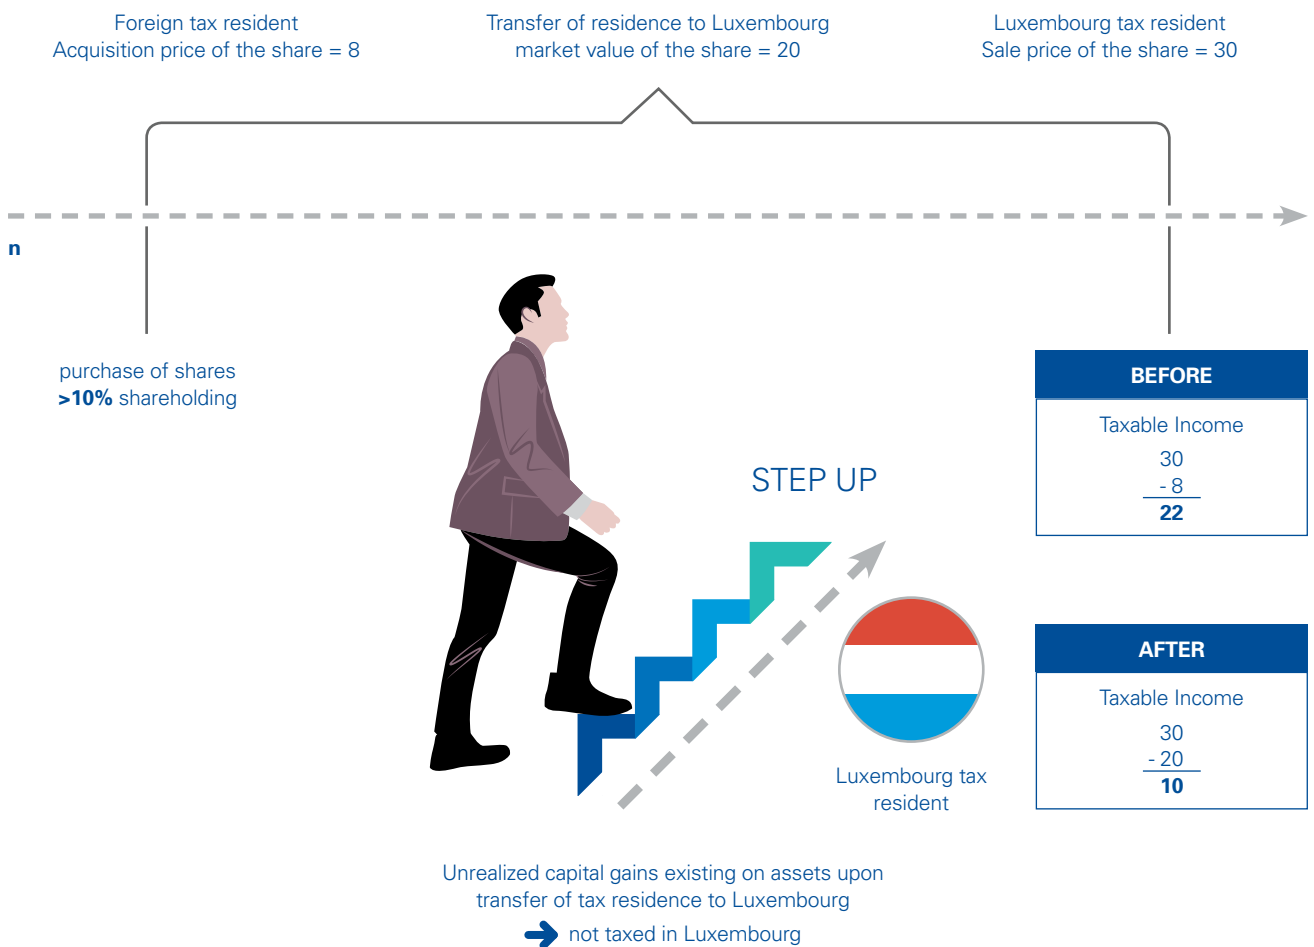 Foreign tax resident
Acquisition price of the share = 8
Transfer of residence to Luxembourg
market value of the share = 20
Luxembourg tax resident
Sale price of the share = 30
n
purchase of shares
>10% shareholding
STEP UP
BEFORE
Taxable Income
30
- 8
22
Luxembourg tax
resident
AFTER
Taxable Income
30
- 20
10
Unrealized capital gains existing on assets upon
transfer of tax residence to Luxembourg
not taxed in Luxembourg